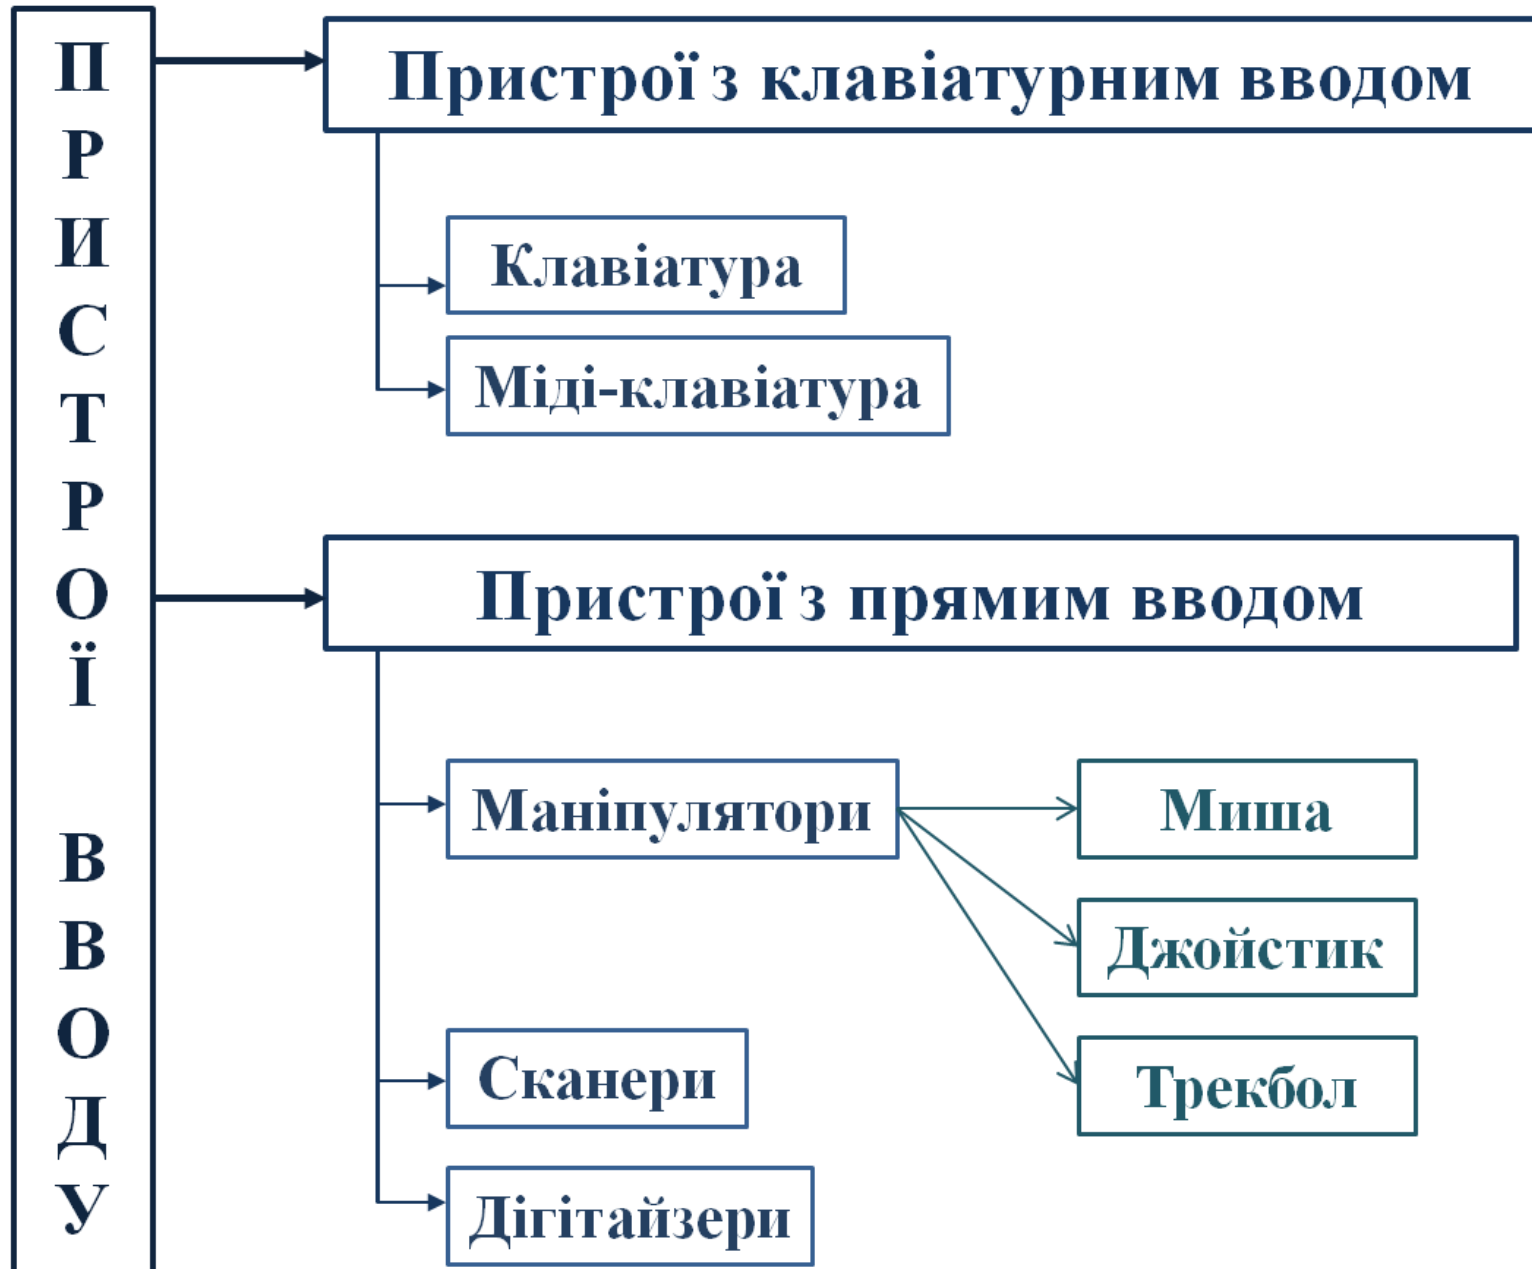 ПРИСТРОЇ ВВОДУ
Пристрої з клавіатурним вводом
Клавіатура
Міді-клавіатура
Пристрої з прямим вводом
Маніпулятори
Миша
Джойстик
Трекбол
Сканери
Дігітайзери